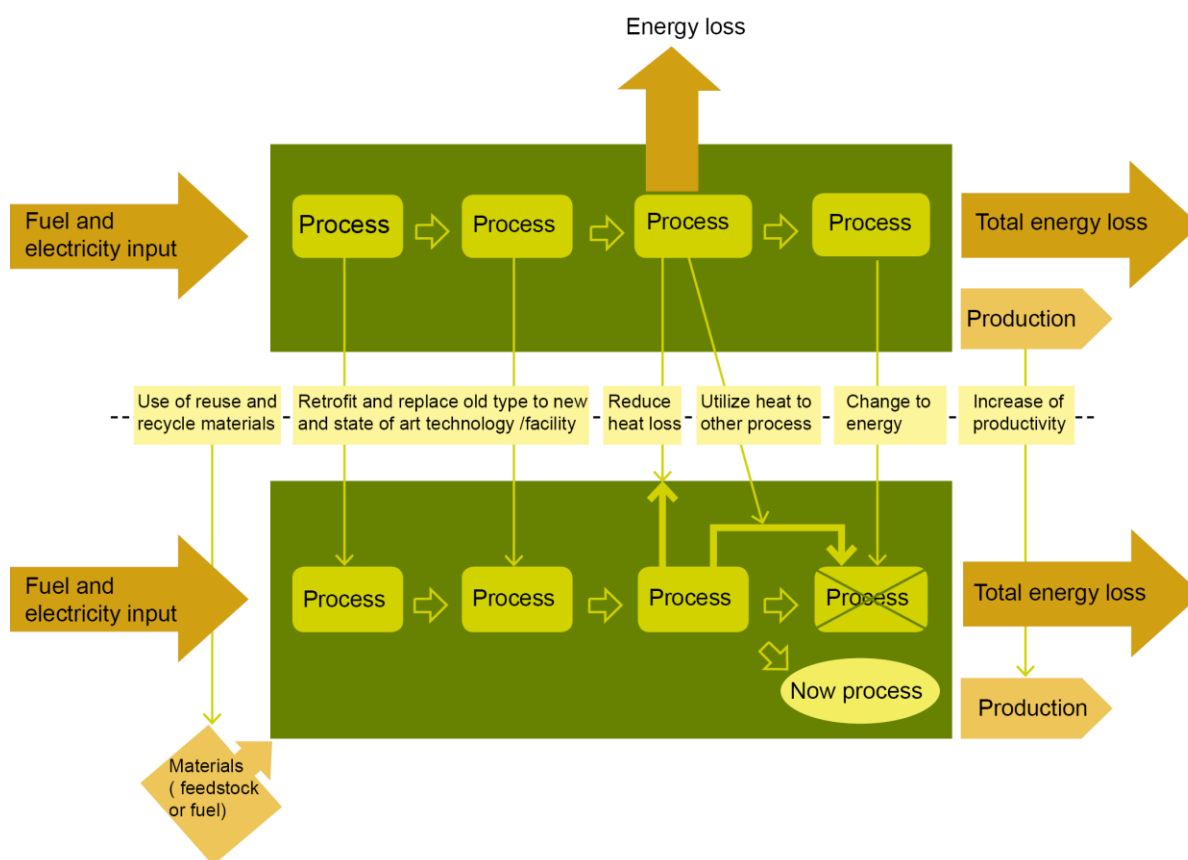 Energy loss
Fuel and
electricity input
Process
Process
Process
Process
Total energy loss
Production
Use of reuse and
recycle materials
Retrofit and replace old type to new
and state of art technology /facility
Reduce
heat loss
Utilize heat to
other process
Change to
energy
Increase of
productivity
Fuel and
electricity input
Process
Process
Process
Process
Total energy loss
Now process
Production
Materials
( feedstock
or fuel)